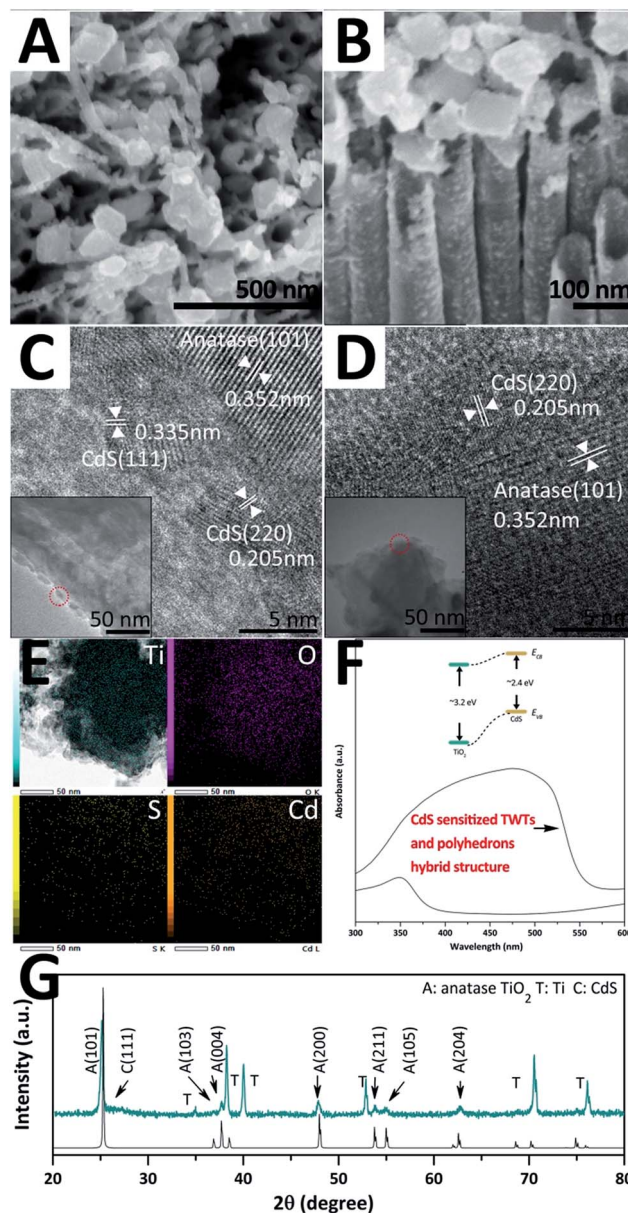 A
500 nm
B
100 nm
C
Anatase(101)
0.352nm
0.335nm
CdS(111)
CdS(220)
0.205nm
50 nm
5 nm
D
CdS(220)
0.205nm
Anatase(101)
0.352nm
50 nm
5 nm
E
Ti
50 nm
O
50 nm
O K
S
50 nm
S K
Cd
50 nm
Cd L
F
E_CB
~3.2 eV
~2.4 eV
E_VB
CdS
TiO₂
Absorbance (a.u.)
CdS sensitized TWTs
and polyhedrons
hybrid structure
300 350 400 450 500 550 600
Wavelength (nm)
G
A: anatase TiO₂ T: Ti C: CdS
Intensity (a.u.)
A(101)
C(111)
T
A(103)
A(004)
T
T
A(200)
T
A(211)
A(105)
A(204)
T
T
20 30 40 50 60 70 80
2θ (degree)